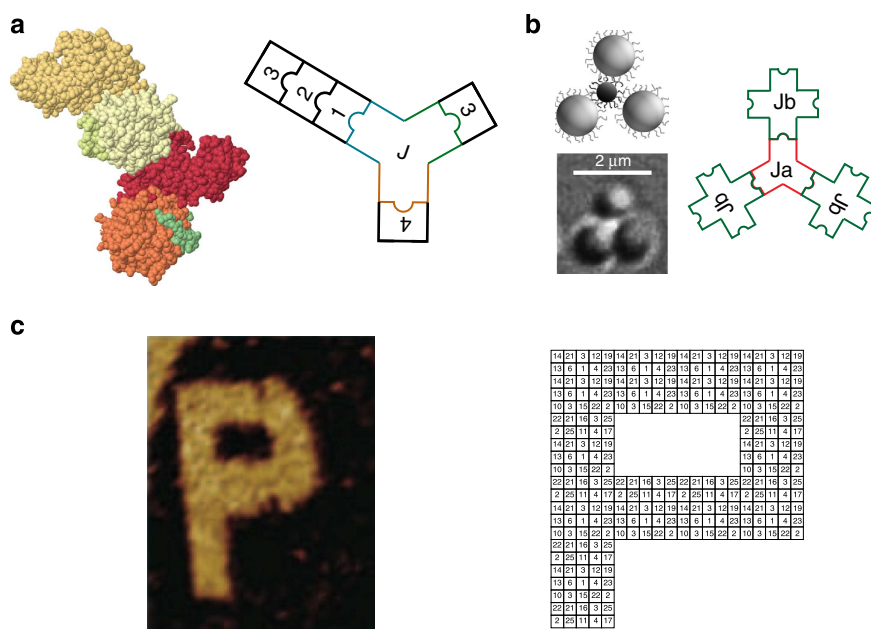 a
3
2
1
J
3
4
b
2 μm
Jb
Ja
Jb
Jb
c
14 21 3 12 19 14 21 3 12 19 14 21 3 12 19 14 21 3 12 19
13 6 1 4 23 13 6 1 4 23 13 6 1 4 23 13 6 1 4 23
14 21 3 12 19 14 21 3 12 19 14 21 3 12 19 14 21 3 12 19
13 6 1 4 23 13 6 1 4 23 13 6 1 4 23 13 6 1 4 23
10 3 15 22 2 10 3 15 22 2 10 3 15 22 2 10 3 15 22 2
22 21 16 3 25 22 21 16 3 25
2 25 11 4 17 2 25 11 4 17
14 21 3 12 19 14 21 3 12 19
13 6 1 4 23 13 6 1 4 23
10 3 15 22 2 10 3 15 22 2
22 21 16 3 25 22 21 16 3 25 22 21 16 3 25 22 21 16 3 25
2 25 11 4 17 2 25 11 4 17 2 25 11 4 17 2 25 11 4 17
14 21 3 12 19 14 21 3 12 19 14 21 3 12 19 14 21 3 12 19
13 6 1 4 23 13 6 1 4 23 13 6 1 4 23 13 6 1 4 23
10 3 15 22 2 10 3 15 22 2 10 3 15 22 2 10 3 15 22 2
22 21 16 3 25
2 25 11 4 17
14 21 3 12 19
13 6 1 4 23
10 3 15 22 2
22 21 16 3 25
2 25 11 4 17